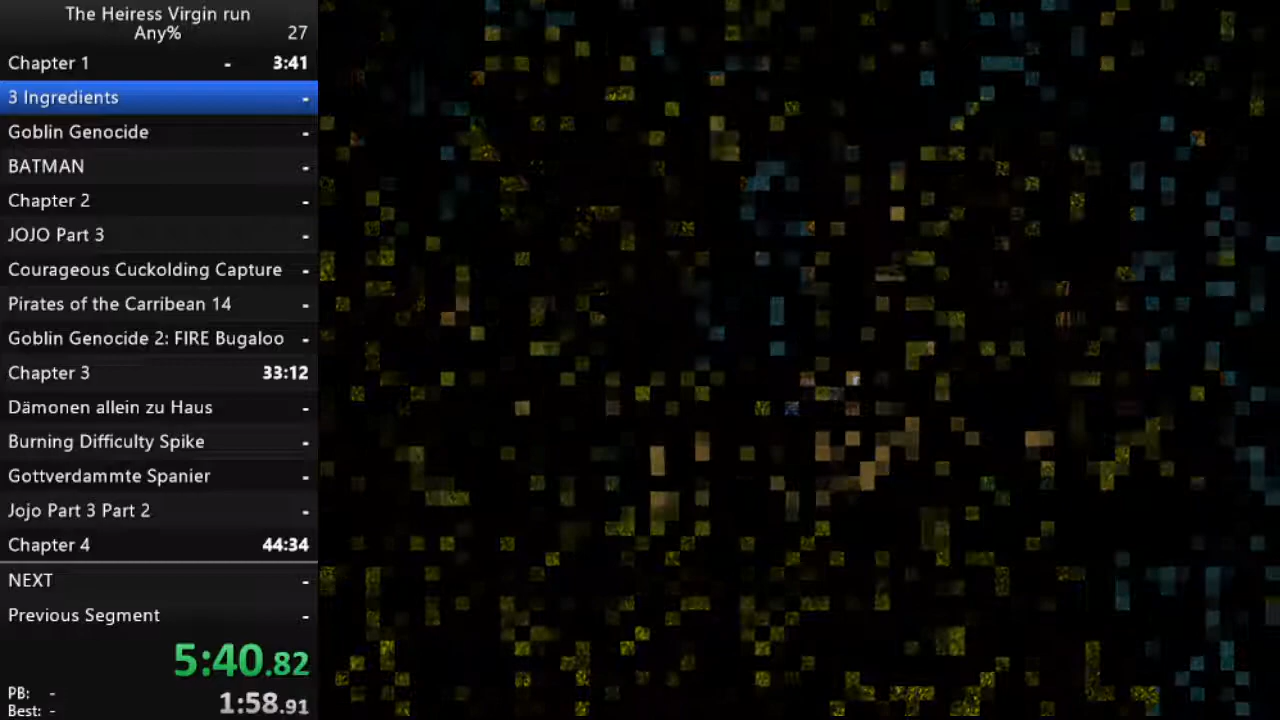 The Heiress Virgin run
Any% 27
Chapter 1 - 3:41
3 Ingredients -
Goblin Genocide -
BATMAN -
Chapter 2 -
JOJO Part 3 -
Courageous Cuckolding Capture -
Pirates of the Carribean 14 -
Goblin Genocide 2: FIRE Bugaloo -
Chapter 3 33:12
Dämonen allein zu Haus -
Burning Difficulty Spike -
Gottverdammte Spanier -
Jojo Part 3 Part 2 -
Chapter 4 44:34
NEXT -
Previous Segment -
5:40.82
PB: -
Best: - 1:58.91